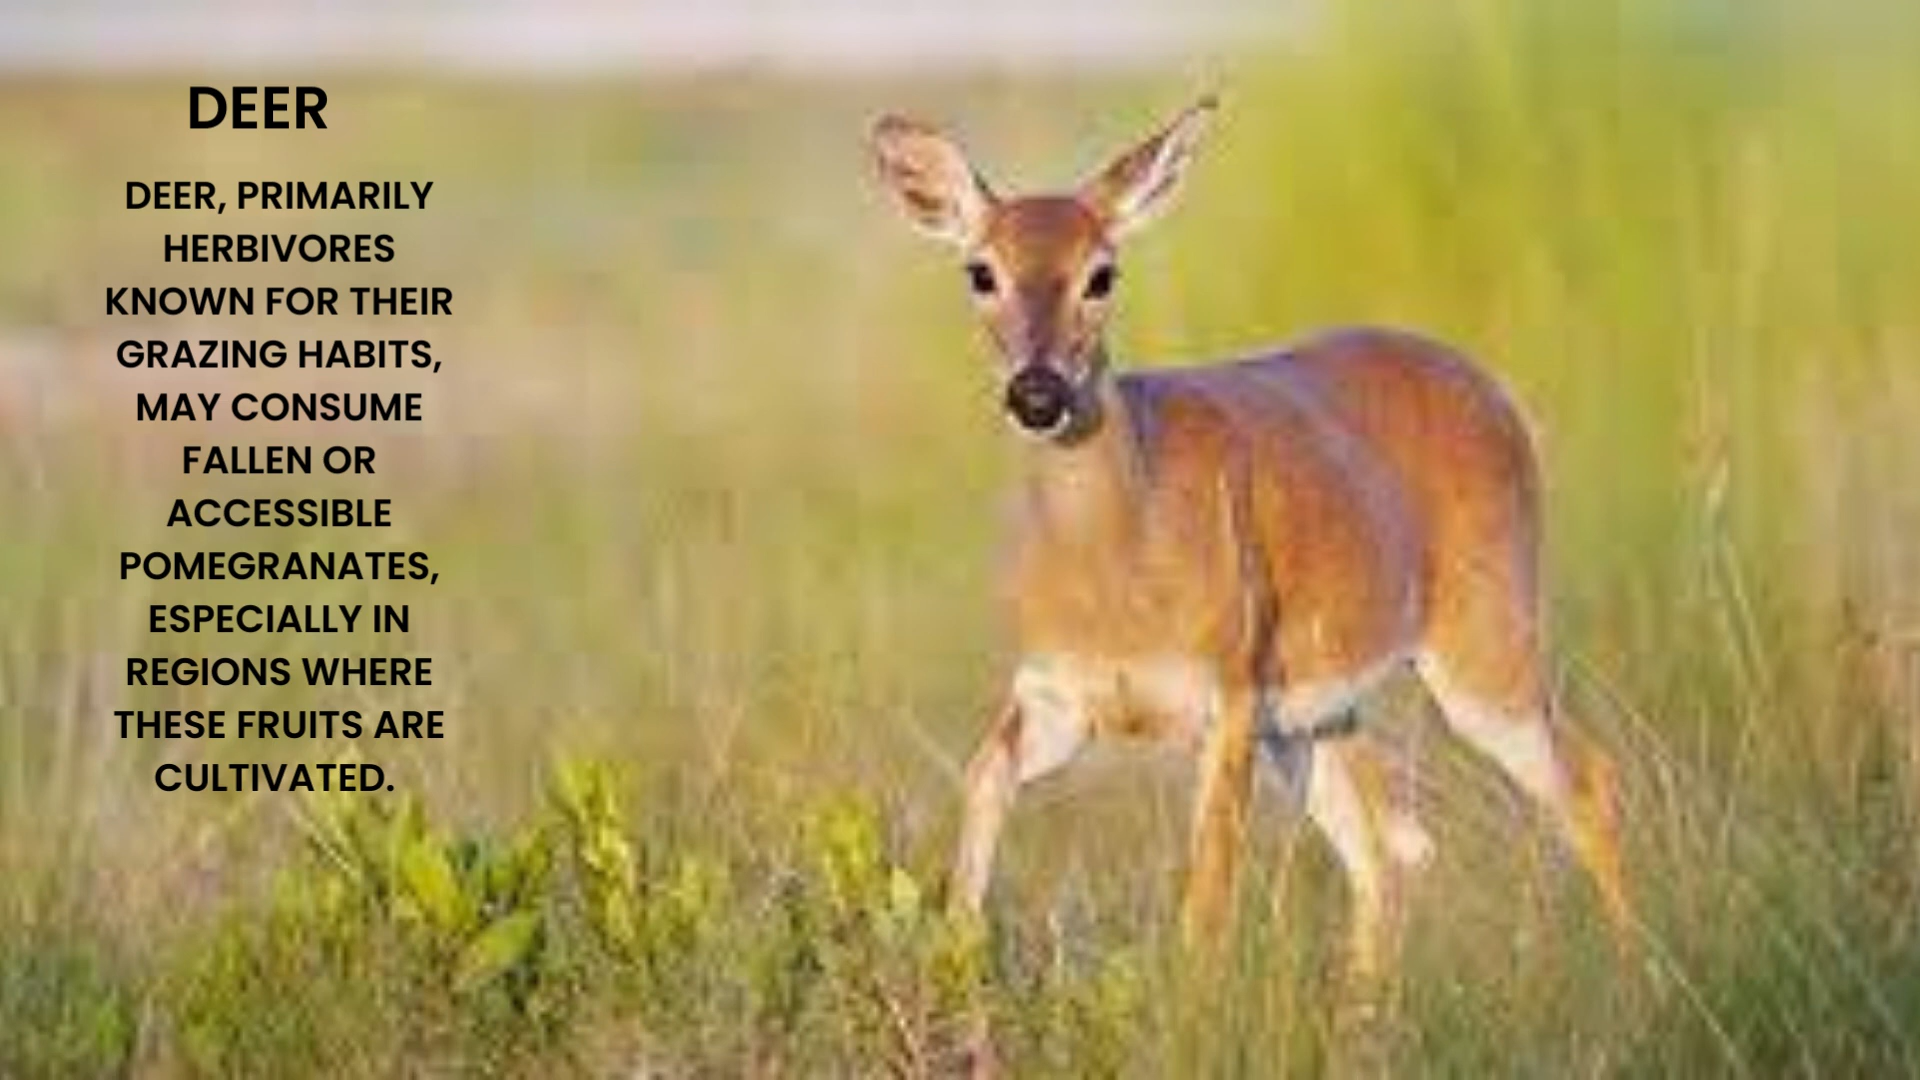 DEER
DEER, PRIMARILY
HERBIVORES
KNOWN FOR THEIR
GRAZING HABITS,
MAY CONSUME
FALLEN OR
ACCESSIBLE
POMEGRANATES,
ESPECIALLY IN
REGIONS WHERE
THESE FRUITS ARE
CULTIVATED.